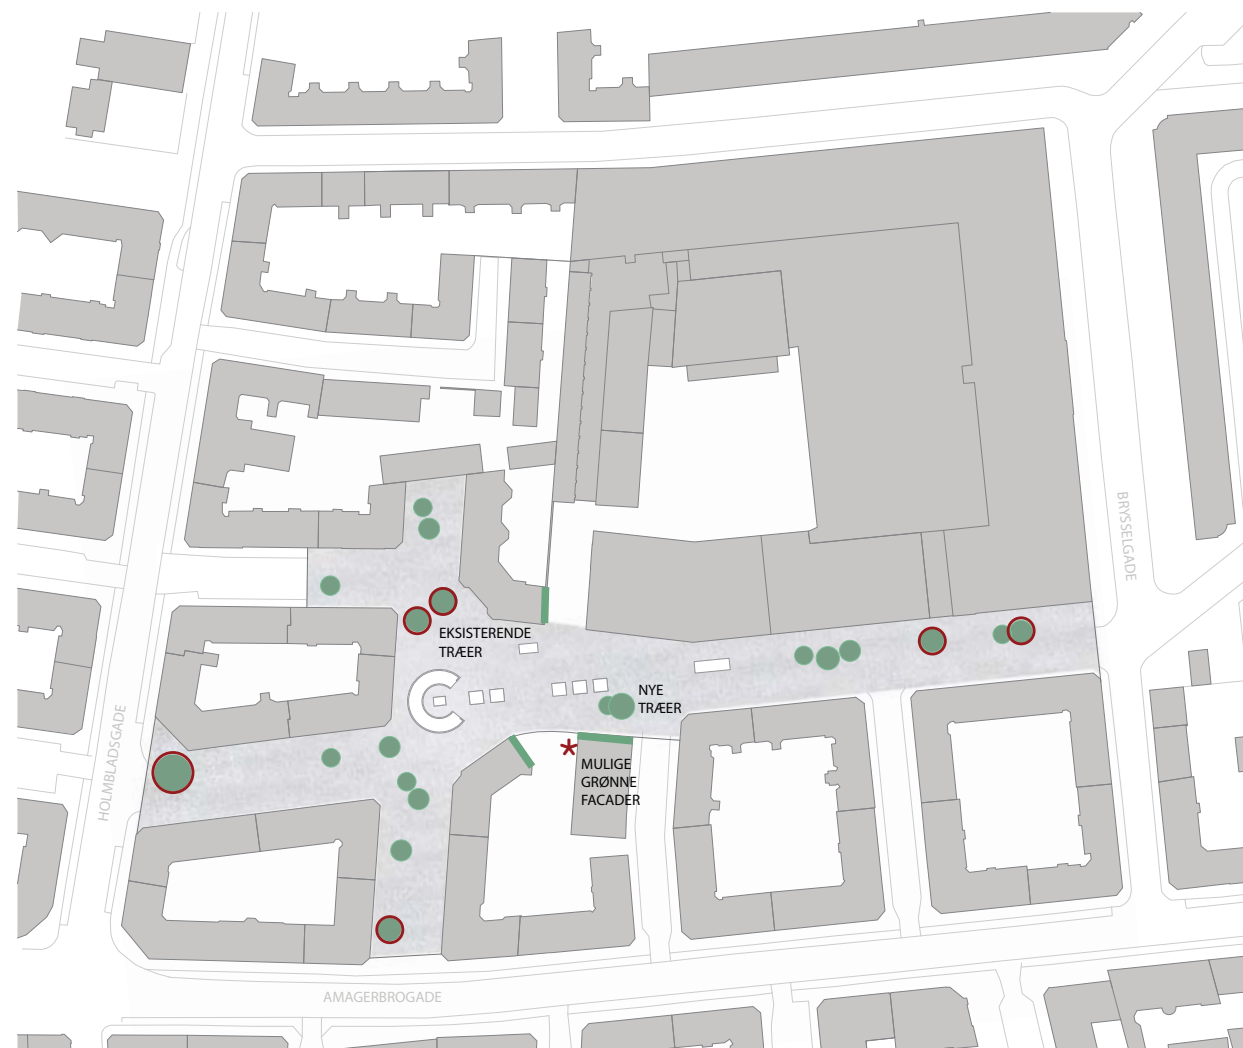 BRYSSELGADE
EKSISTERENDE
TRÆER
NYE
TRÆER
HOLMBLADSGADE
MULIGE
GRØNNE
FACADER
AMAGERBROGADE